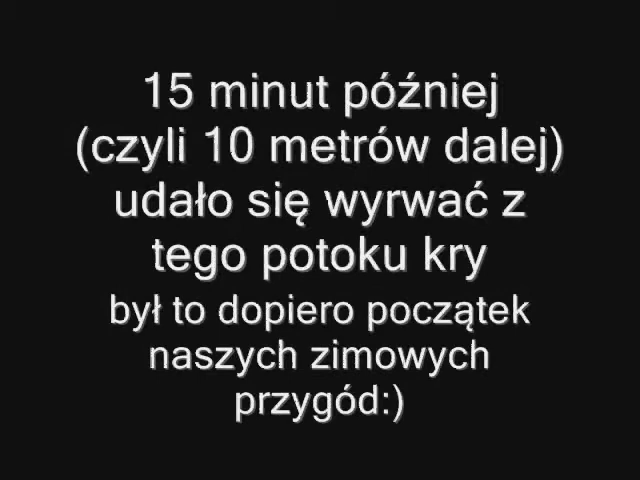 15 minut później
(czyli 10 metrów dalej)
udało się wyrwać z
tego potoku kry
był to dopiero początek
naszych zimowych
przygód:)